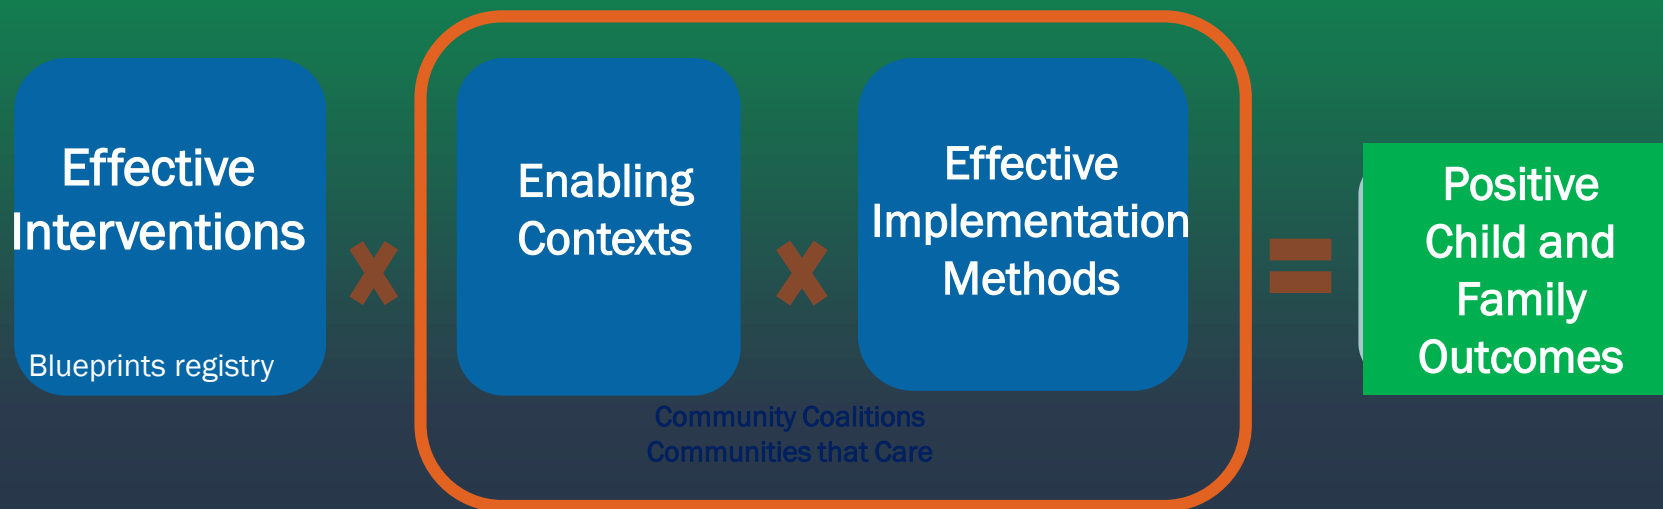 Effective
Interventions
Blueprints registry
x
Enabling
Contexts
x
Effective
Implementation
Methods
Community Coalitions
Communities that Care
=
Positive
Child and
Family
Outcomes